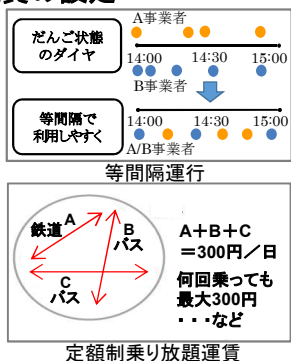 だんご状態
のダイヤ
A事業者
14:00 14:30 15:00
B事業者
等間隔で
利用しやすく
14:00 14:30 15:00
A/B事業者
等間隔運行
鉄道 A
B
バス
C
バス
A+B+C
=300円/日
何回乗っても
最大300円
・・・など
定額制乗り放題運賃